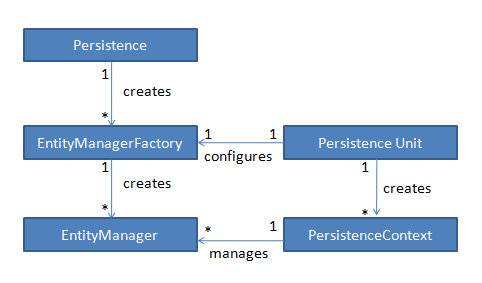 Persistence
1
creates
*
EntityManagerFactory
1
1
configures
Persistence Unit
1
creates
*
1
creates
*
EntityManager
*
1
manages
PersistenceContext